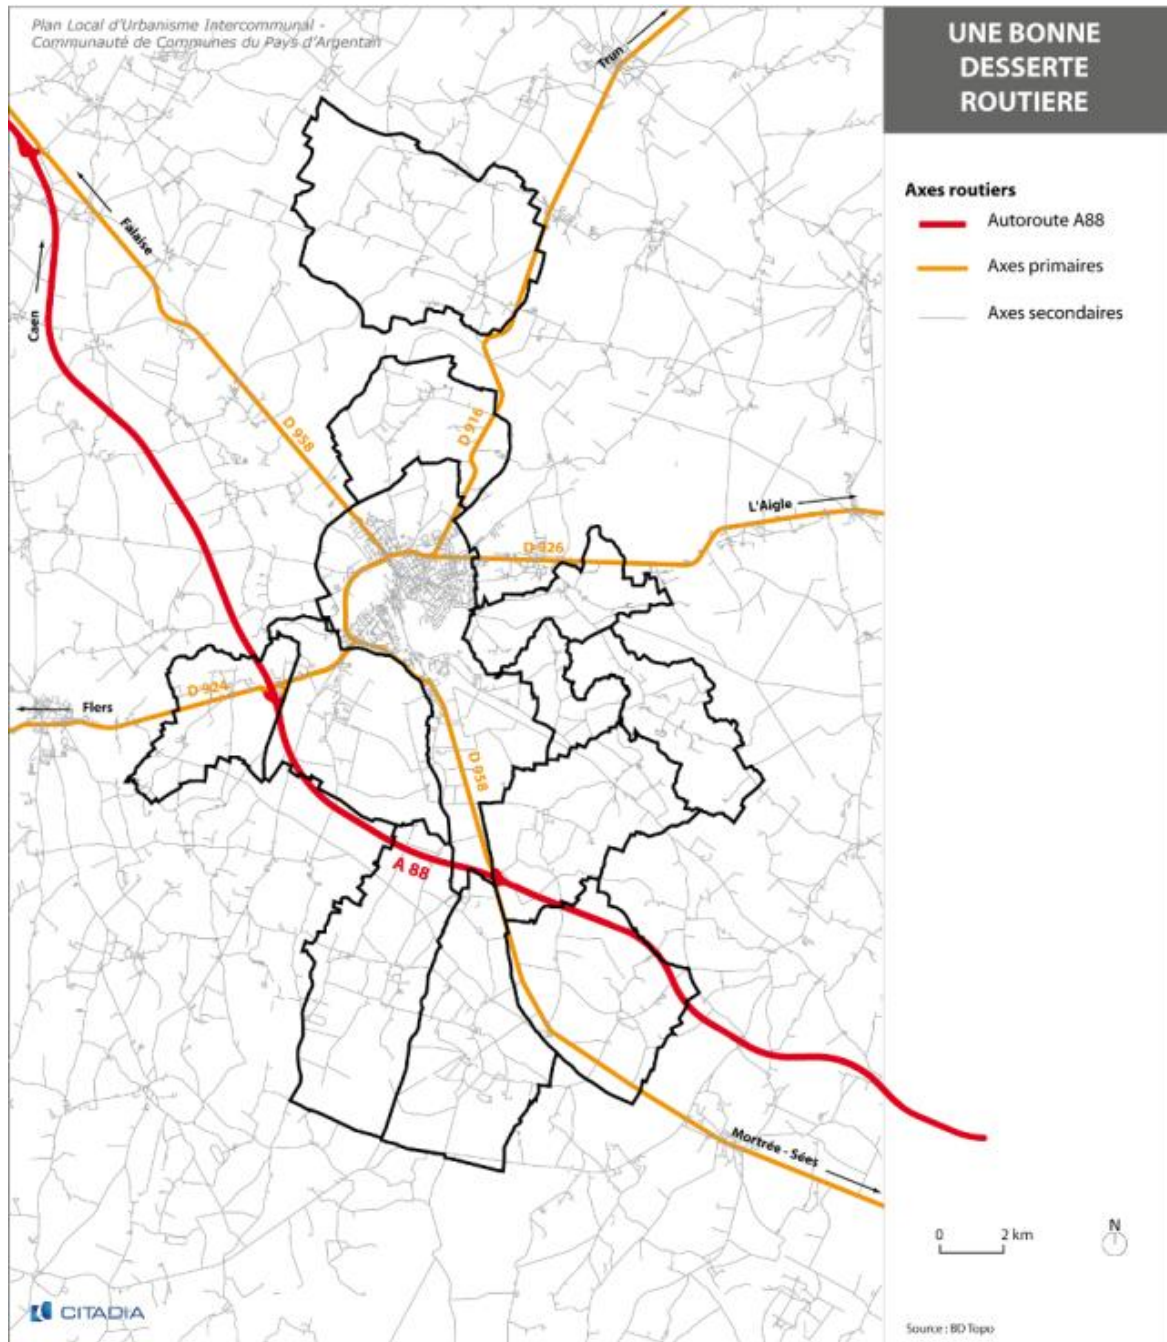 Plan Local d'Urbanisme Intercommunal -
Communauté de Communes du Pays d'Argentan
UNE BONNE
DESSERTE
ROUTIERE
Axes routiers
Autoroute A88
Axes primaires
Axes secondaires
Trun
Falaise
Caen
D 958
D 916
L'Aigle
D 926
D 924
Flers
D 958
A 88
Mortrée - Sées
0 2 km
N
CITADIA
Source : BD Topo